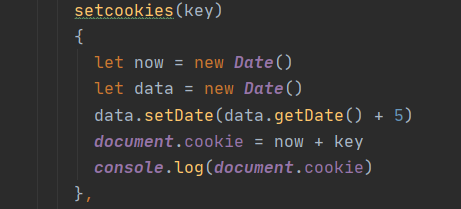 setcookies(key)
{
let now = new Date()
let data = new Date()
data.setDate(data.getDate() + 5)
document.cookie = now + key
console.log(document.cookie)
},